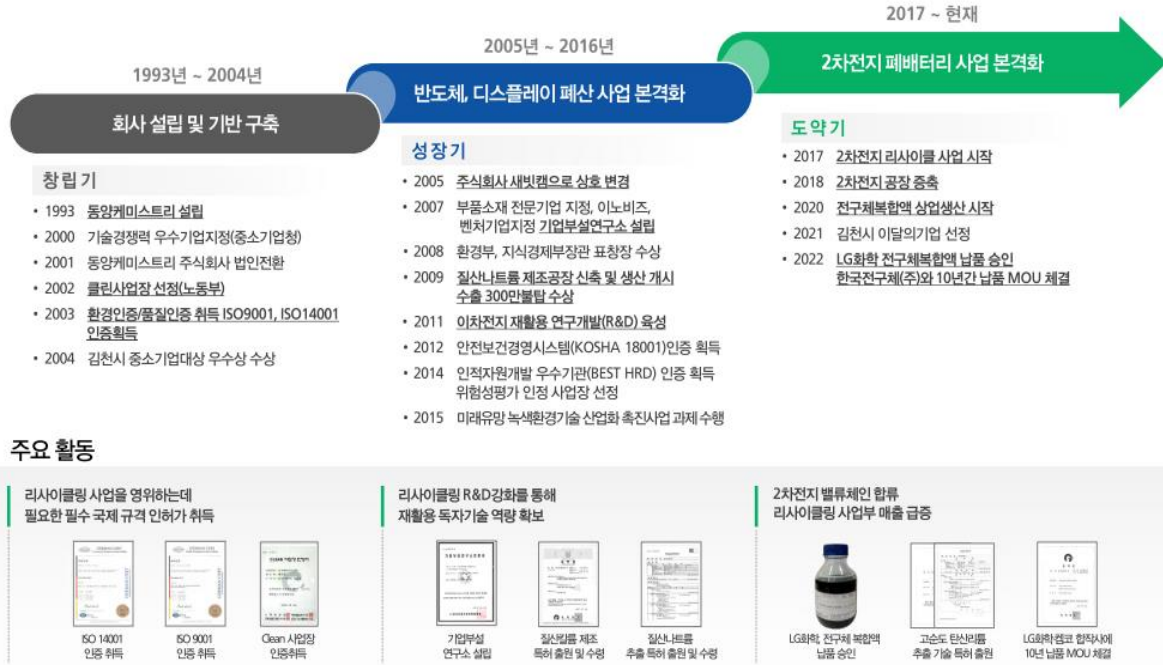 1993년 ~ 2004년
회사 설립 및 기반 구축
창립기
• 1993 동양케미스트리 설립
• 2000 기술경쟁력 우수기업지정(중소기업청)
• 2001 동양케미스트리 주식회사 법인전환
• 2002 클린사업장 선정(노동부)
• 2003 환경인증/품질인증 취득 ISO9001, ISO14001
인증획득
• 2004 김천시 중소기업대상 우수상 수상
2005년 ~ 2016년
반도체, 디스플레이 폐산 사업 본격화
성장기
• 2005 주식회사 새빗캠으로 상호 변경
• 2007 부품소재 전문기업 지정, 이노비즈,
벤처기업지정 기업부설연구소 설립
• 2008 환경부, 지식경제부장관 표창장 수상
• 2009 질산나트륨 제조공장 신축 및 생산 개시
수출 300만불탑 수상
• 2011 이차전지 재활용 연구개발(R&D) 육성
• 2012 안전보건경영시스템(KOSHA 18001)인증 획득
• 2014 인적자원개발 우수기관(BEST HRD) 인증 획득
위험성평가 인정 사업장 선정
• 2015 미래유망 녹색환경기술 산업화 촉진사업 과제 수행
2017 ~ 현재
2차전지 폐배터리 사업 본격화
도약기
• 2017 2차전지 리사이클 사업 시작
• 2018 2차전지 공장 증축
• 2020 전구체복합액 상업생산 시작
• 2021 김천시 이달의기업 선정
• 2022 LG화학 전구체복합액 납품 승인
한국전구체(주)와 10년간 납품 MOU 체결
주요 활동
리사이클링 사업을 영위하는데
필요한 필수 국제 규격 인허가 취득
ISO 14001
인증 취득
ISO 9001
인증 취득
Clean 사업장
인증취득
리사이클링 R&D강화를 통해
재활용 독자기술 역량 확보
기업부설
연구소 설립
질산칼륨 제조
특허 출원 및 수령
질산나트륨
추출 특허 출원 및 수령
2차전지 밸류체인 합류
리사이클링 사업부 매출 급증
LG화학, 전구체 복합액
납품 승인
고순도 탄산리튬
추출 기술 특허 출원
LG화학-켐코 합작사에
10년 납품 MOU 체결